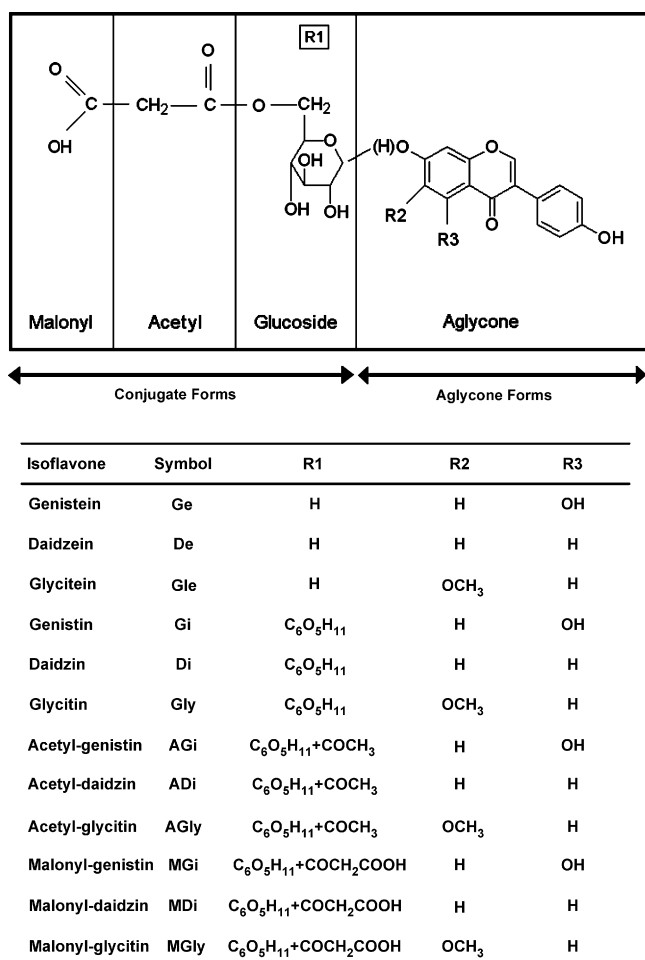 R1
O
O
C
CH₂
C
O
CH₂
OH
O
OH
OH
OH
(H)O
O
O
R2
R3
OH
Malonyl Acetyl Glucoside Aglycone
Conjugate Forms Aglycone Forms
Isoflavone Symbol R1 R2 R3
Genistein Ge H H OH
Daidzein De H H H
Glycitein Gle H OCH₃ H
Genistin Gi C₆O₅H₁₁ H OH
Daidzin Di C₆O₅H₁₁ H H
Glycitin Gly C₆O₅H₁₁ OCH₃ H
Acetyl-genistin AGi C₆O₅H₁₁+COCH₃ H OH
Acetyl-daidzin ADi C₆O₅H₁₁+COCH₃ H H
Acetyl-glycitin AGly C₆O₅H₁₁+COCH₃ OCH₃ H
Malonyl-genistin MGi C₆O₅H₁₁+COCH₂COOH H OH
Malonyl-daidzin MDi C₆O₅H₁₁+COCH₂COOH H H
Malonyl-glycitin MGly C₆O₅H₁₁+COCH₂COOH OCH₃ H